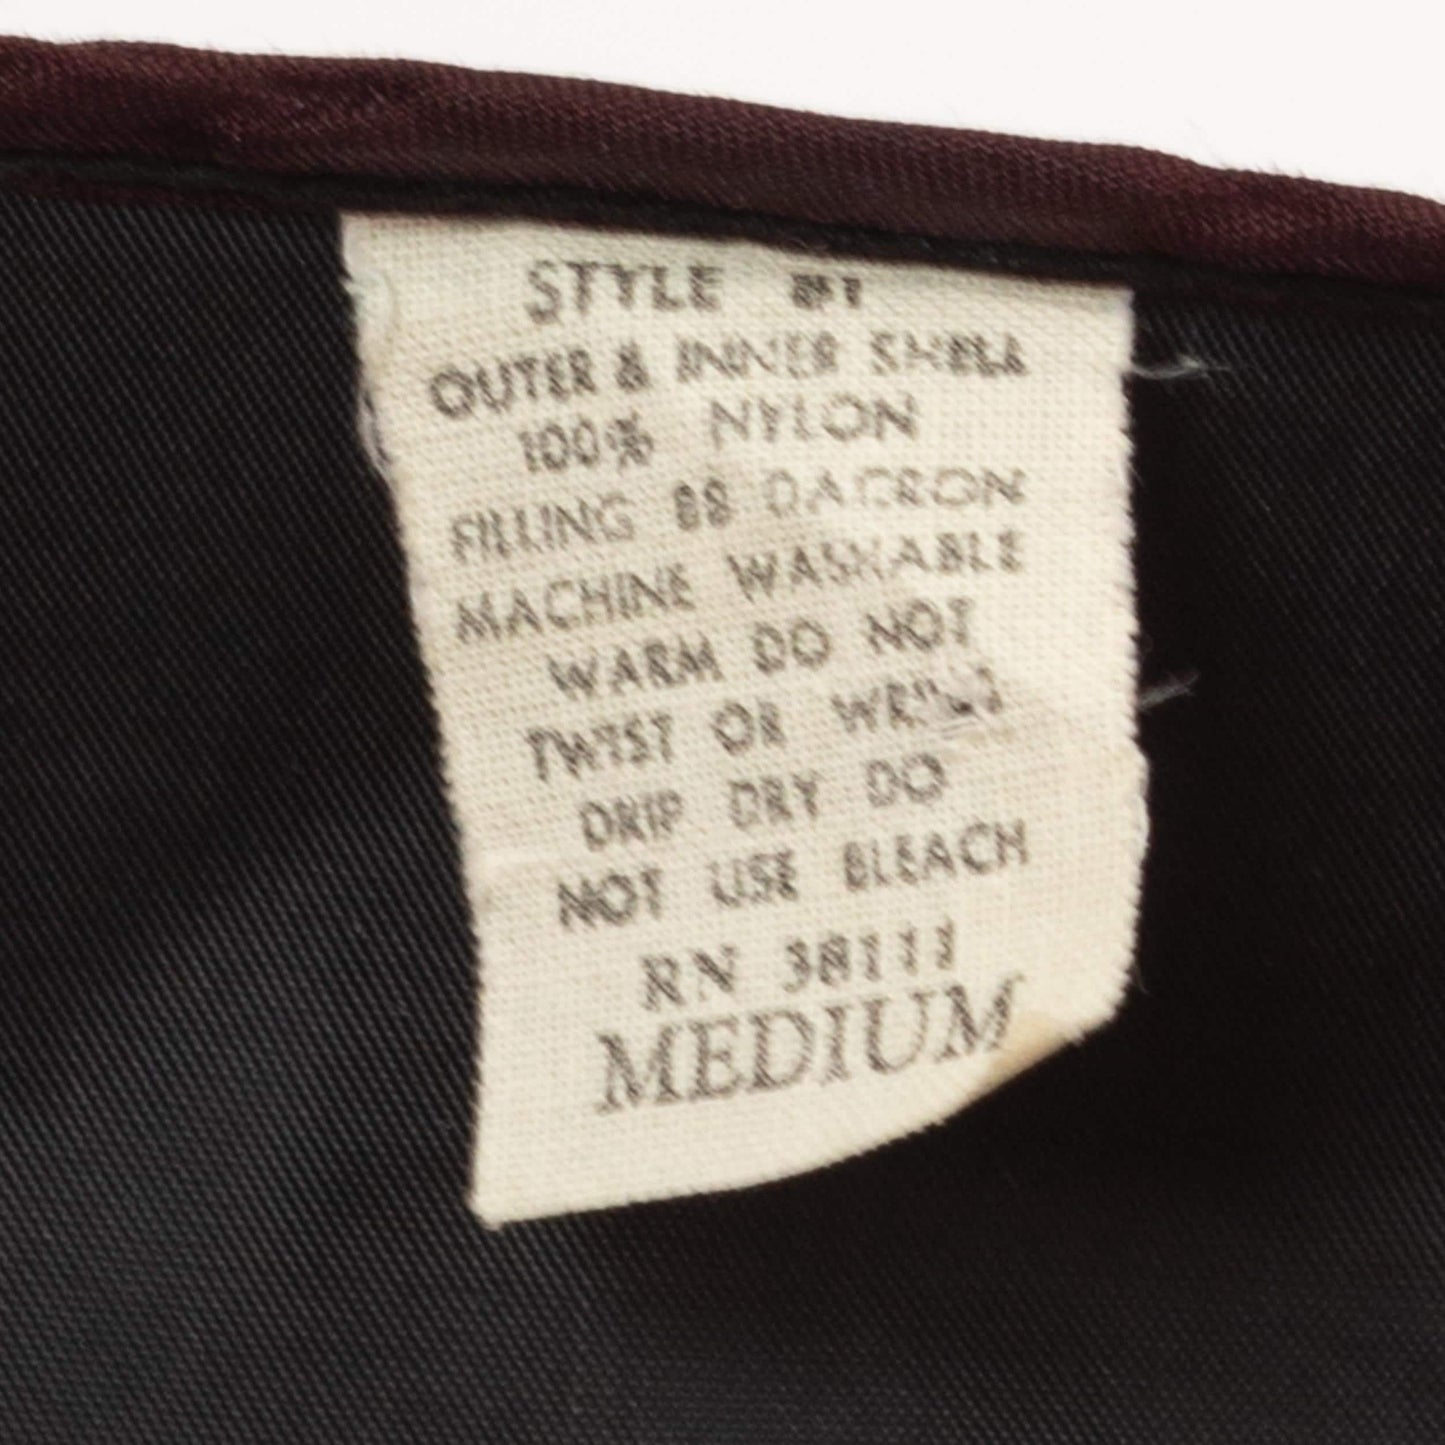 STYLE
OUTER & INNER SHELL
100% NYLON
FILLING 88 DACRON
MACHINE WASHABLE
WARM DO NOT
TWIST OR
DRIP DRY DO
NOT USE BLEACH
RN 38111
MEDIUM